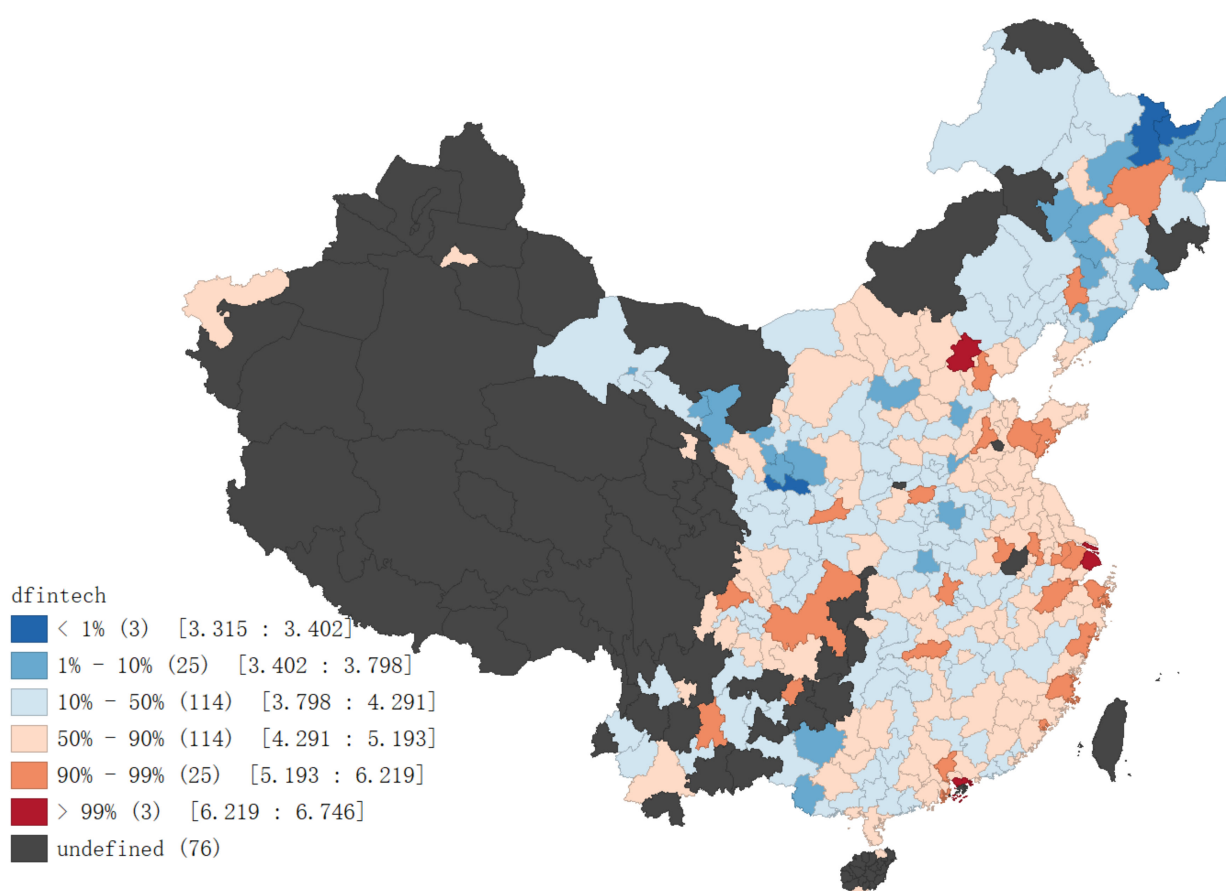 dfintech
< 1% (3) [3.315 : 3.402]
1% - 10% (25) [3.402 : 3.798]
10% - 50% (114) [3.798 : 4.291]
50% - 90% (114) [4.291 : 5.193]
90% - 99% (25) [5.193 : 6.219]
> 99% (3) [6.219 : 6.746]
undefined (76)